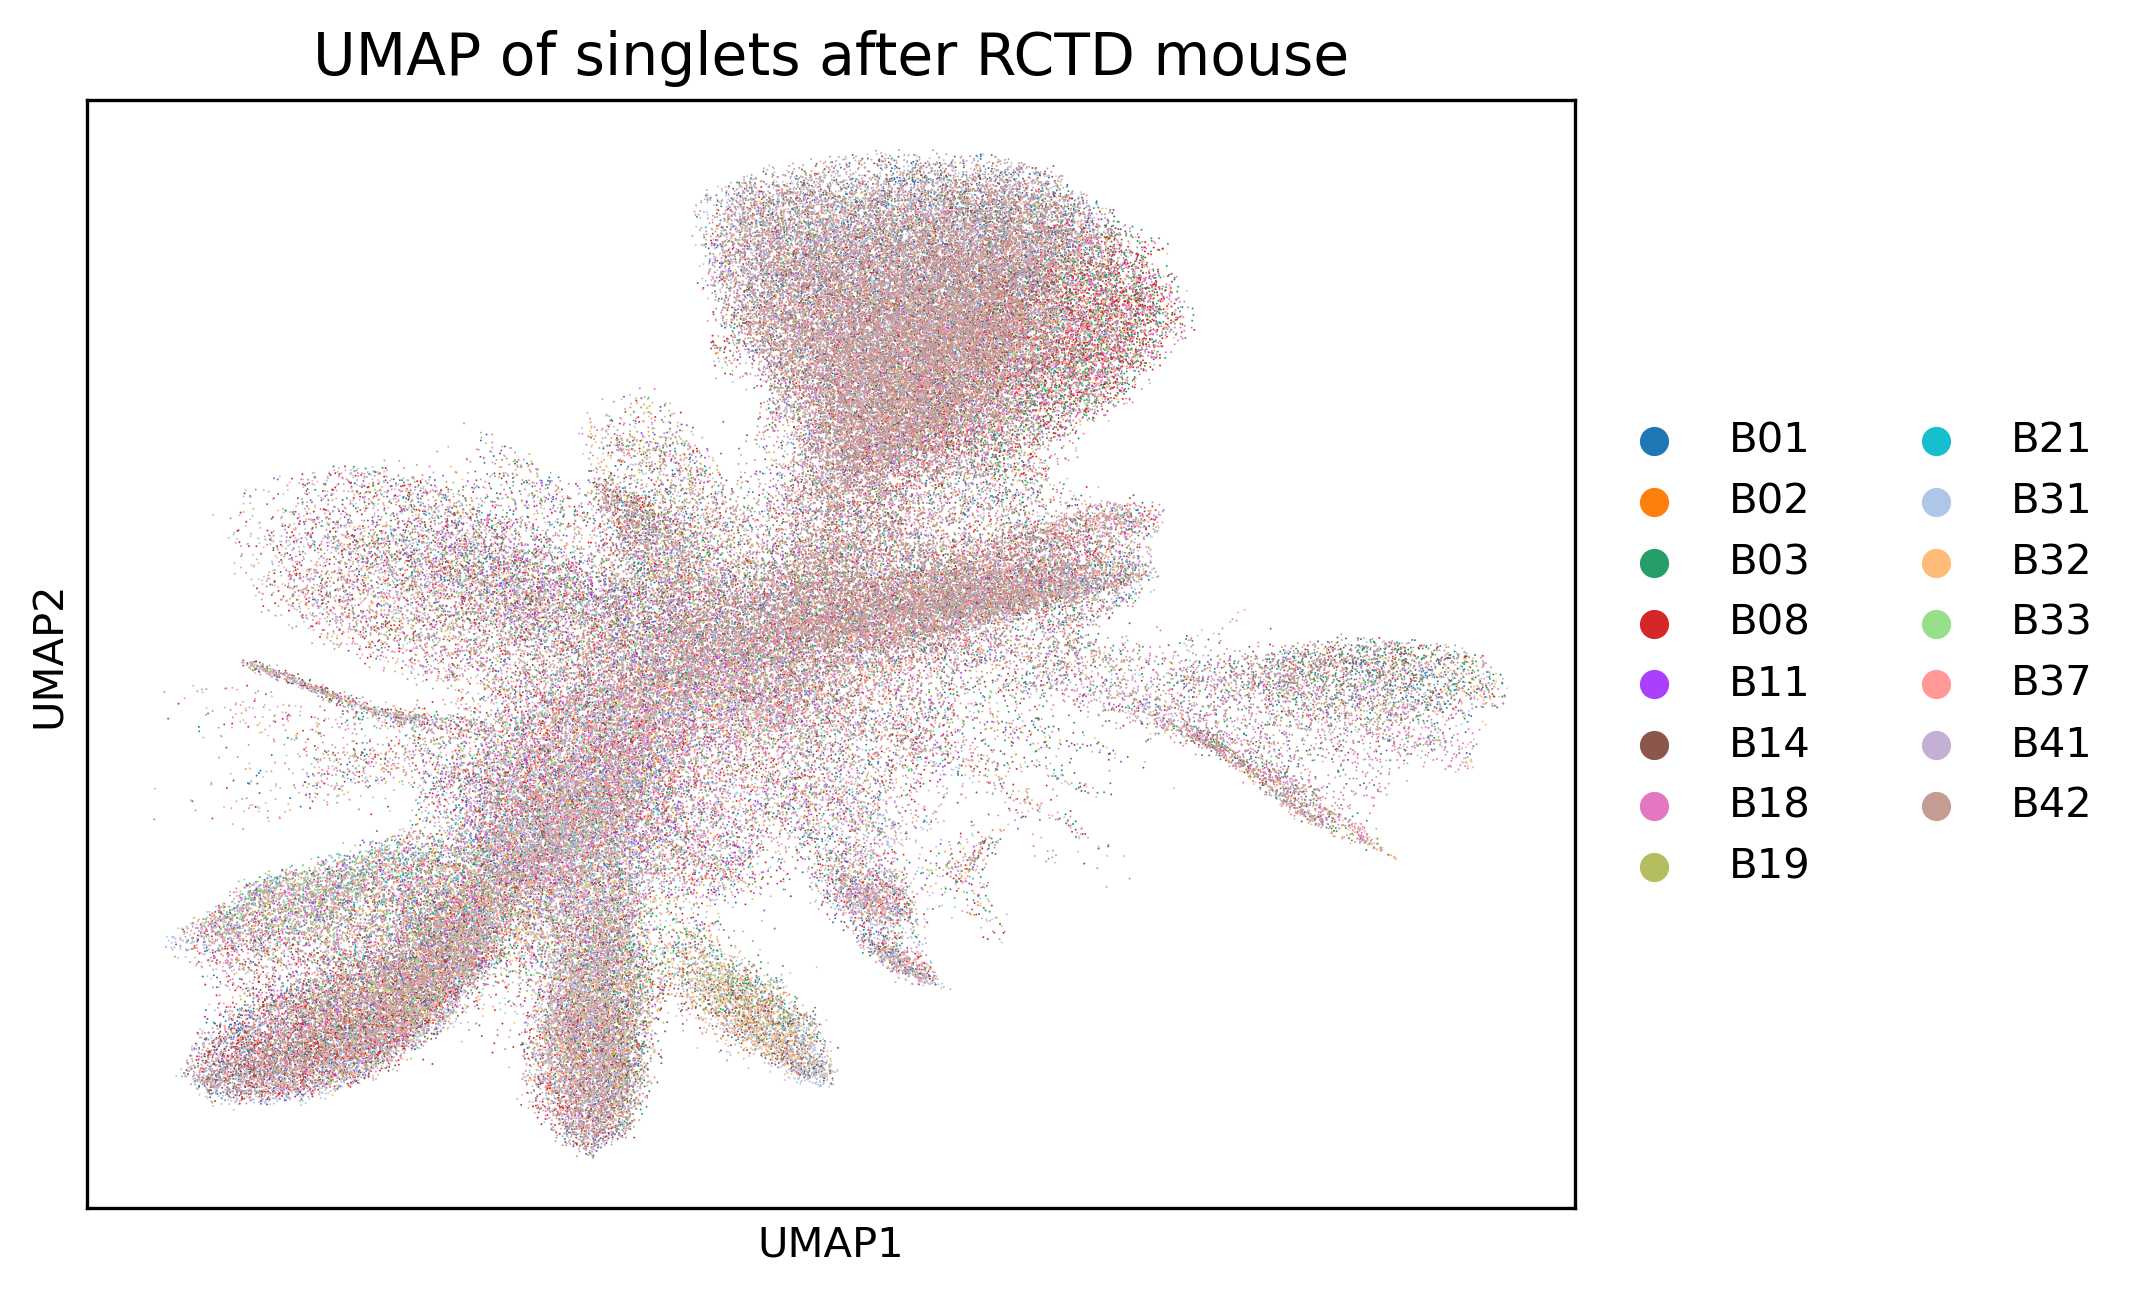 UMAP of singlets after RCTD mouse
UMAP2
UMAP1
B01
B02
B03
B08
B11
B14
B18
B19
B21
B31
B32
B33
B37
B41
B42